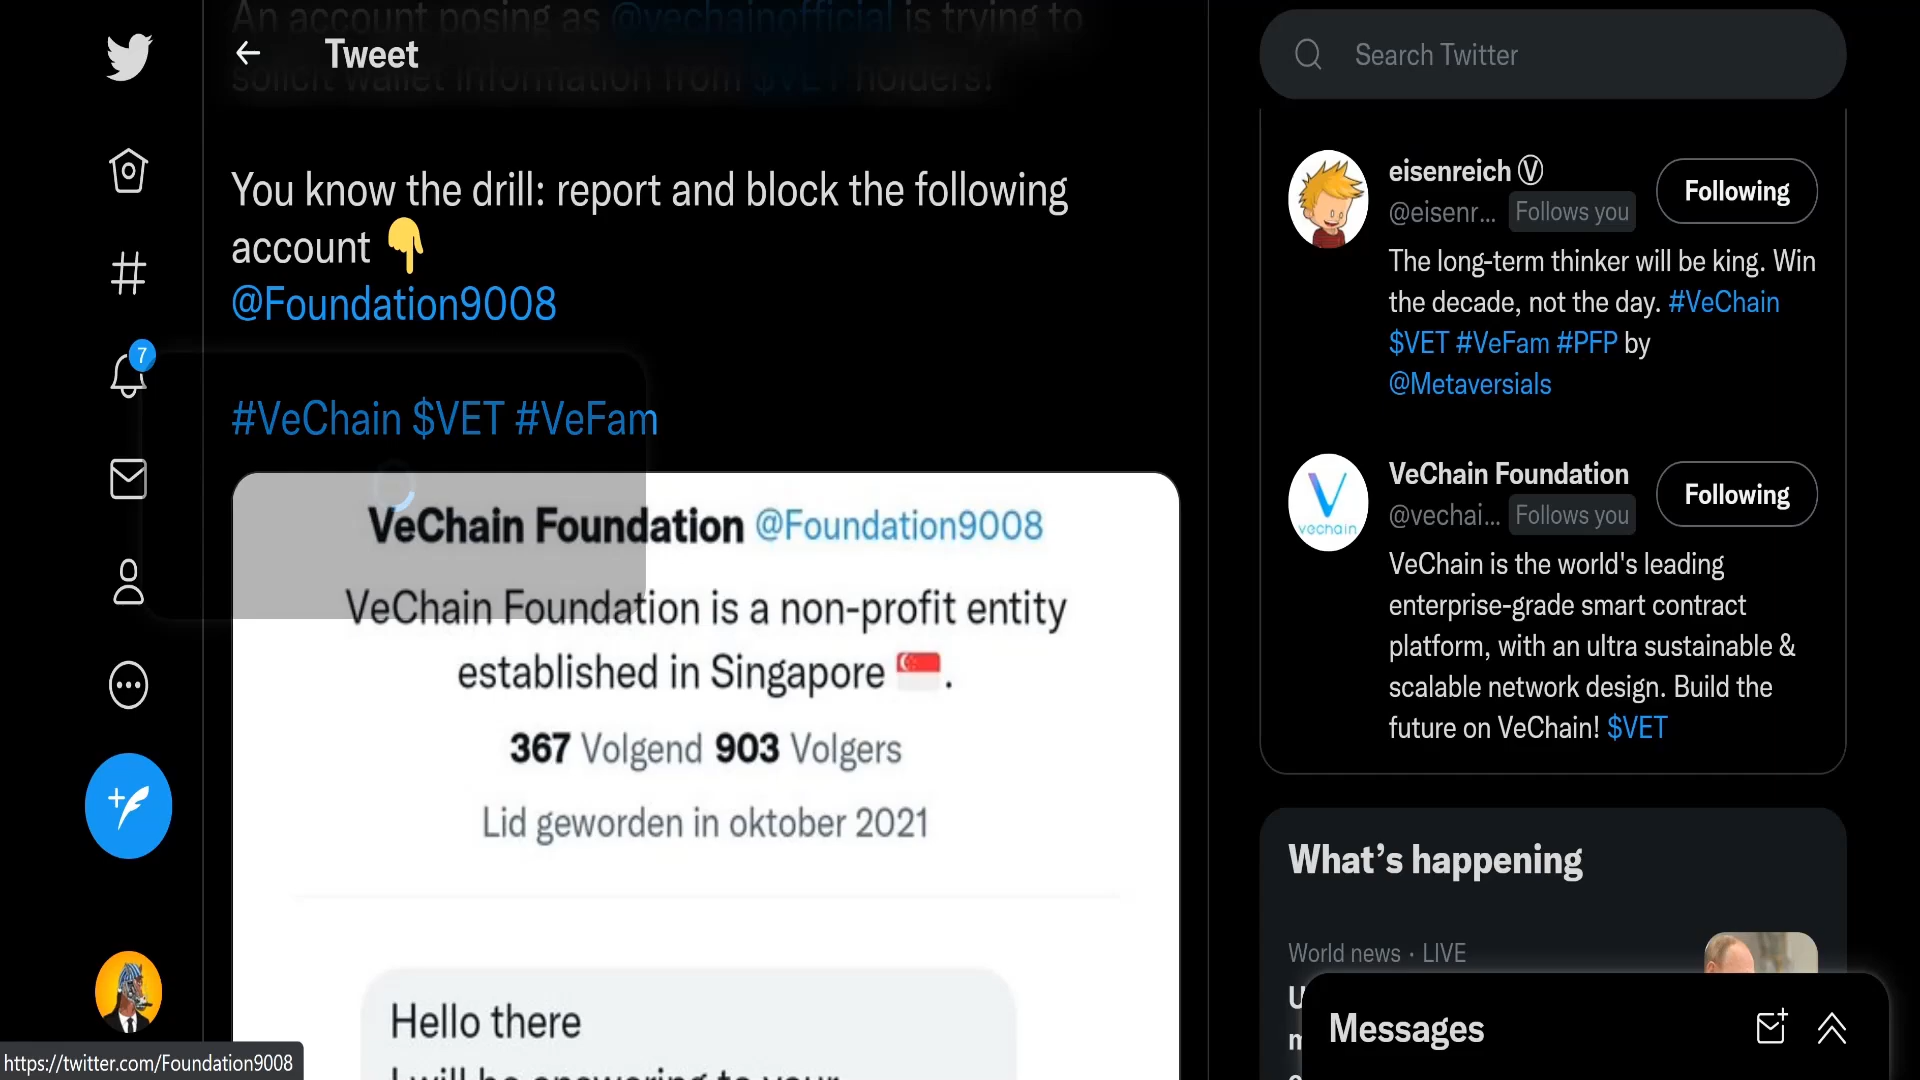 An account posing as @vechainofficial is trying to
solicit wallet information from $VET holders!
Tweet
You know the drill: report and block the following
account
@Foundation9008
#VeChain $VET #VeFam
VeChain Foundation @Foundation9008
VeChain Foundation is a non-profit entity
established in Singapore .
367 Volgend 903 Volgers
Lid geworden in oktober 2021
Hello there
I will be answering to your
7
https://twitter.com/Foundation9008
Search Twitter
eisenreich V
@eisenr... Follows you
Following
The long-term thinker will be king. Win
the decade, not the day. #VeChain
$VET #VeFam #PFP by
@Metaversials
VeChain Foundation
@vechai... Follows you
Following
vechain
VeChain is the world's leading
enterprise-grade smart contract
platform, with an ultra sustainable &
scalable network design. Build the
future on VeChain! $VET
What's happening
World news · LIVE
Messages